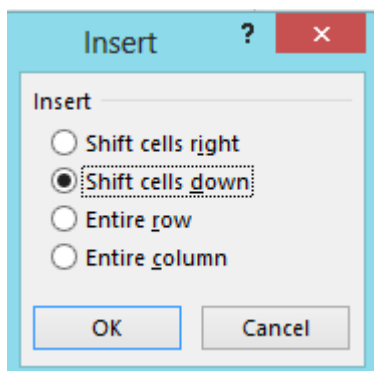 Insert ?
Insert
Shift cells right
Shift cells down
Entire row
Entire column
OK Cancel